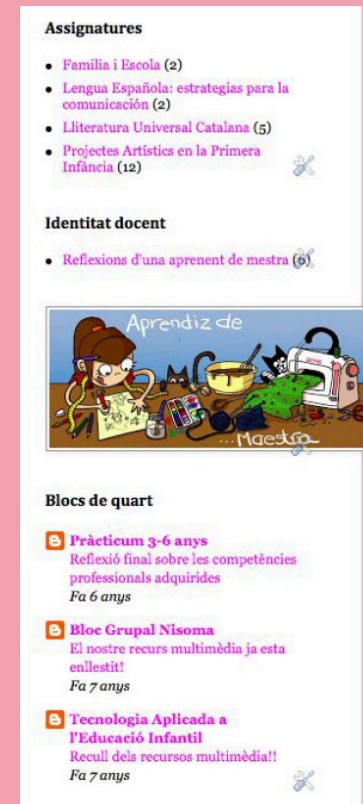 Assignatures
Familia i Escola (2)
Lengua Española: estrategias para la
comunicación (2)
Lliteratura Universal Catalana (5)
Projectes Artístics en la Primera
Infància (12)
Identitat docent
Reflexions d'una aprenent de mestra (6)
Aprendiz de
...Maestra
Blocs de quart
Pràcticum 3-6 anys
Reflexió final sobre les competències
professionals adquirides
Fa 6 anys
Bloc Grupal Nisoma
El nostre recurs multimèdia ja esta
enllestit!
Fa 7 anys
Tecnologia Aplicada a
l'Educació Infantil
Recull dels recursos multimèdia!!
Fa 7 anys